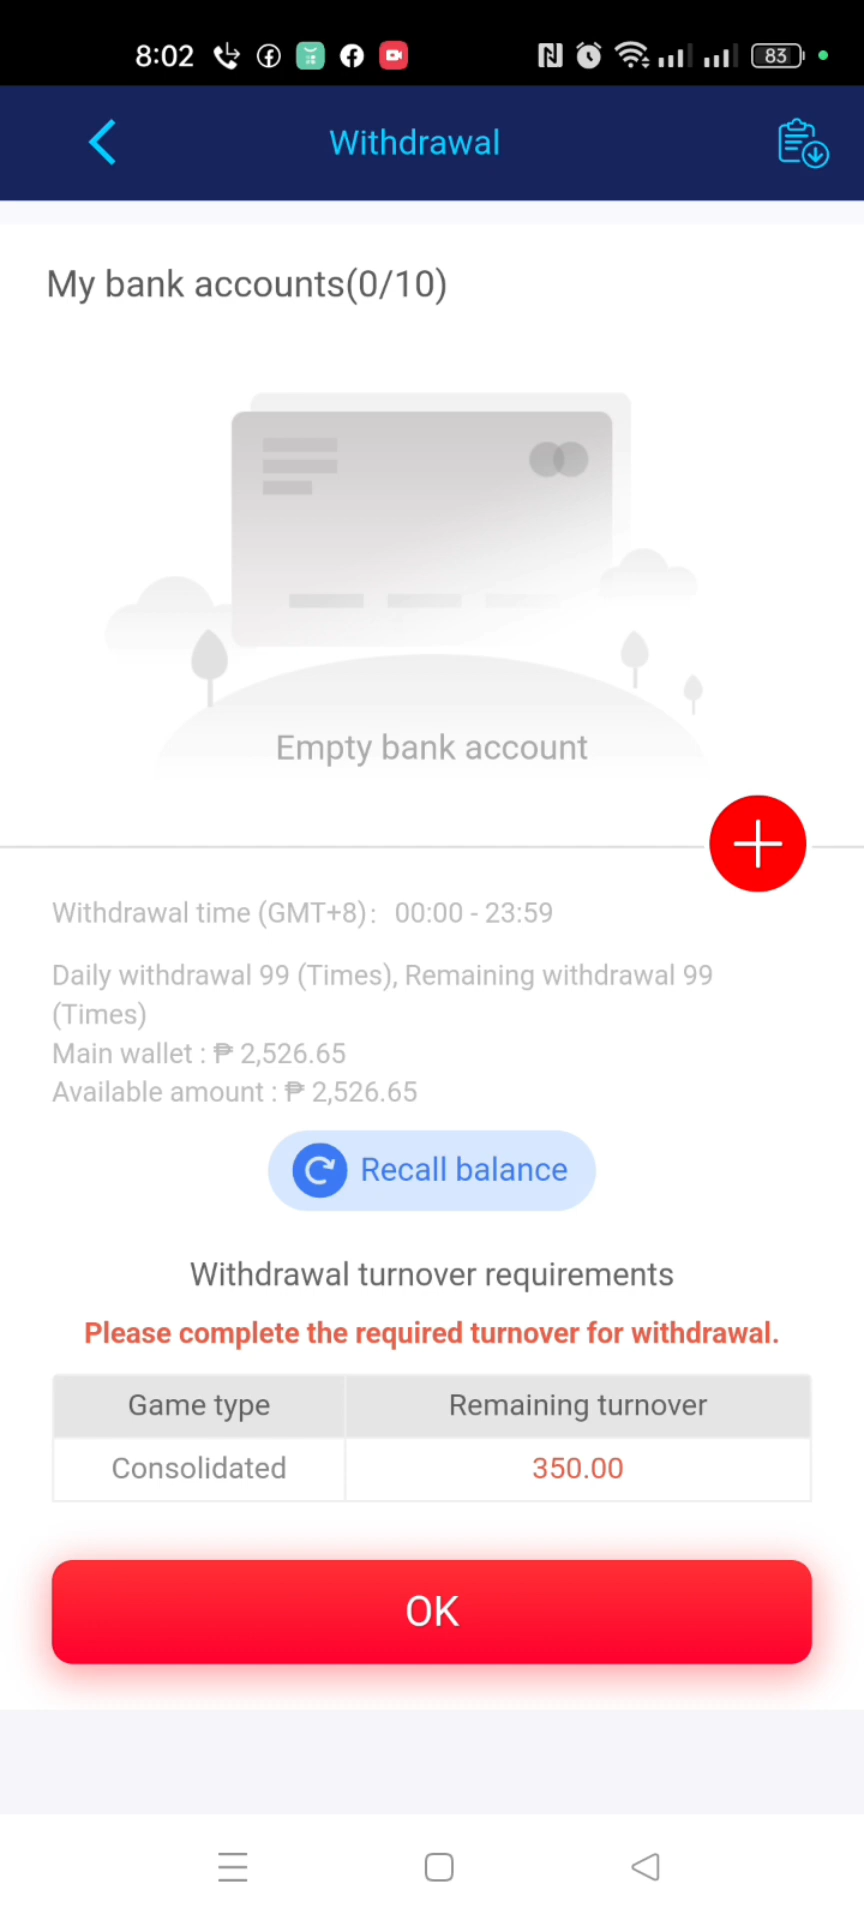 8:02
83
Withdrawal
My bank accounts(0/10)
Empty bank account
Withdrawal time (GMT+8): 00:00 - 23:59
Daily withdrawal 99 (Times), Remaining withdrawal 99
(Times)
Main wallet : ₱ 2,526.65
Available amount : ₱ 2,526.65
Recall balance
Withdrawal turnover requirements
Please complete the required turnover for withdrawal.
Game type Remaining turnover
Consolidated 350.00
OK